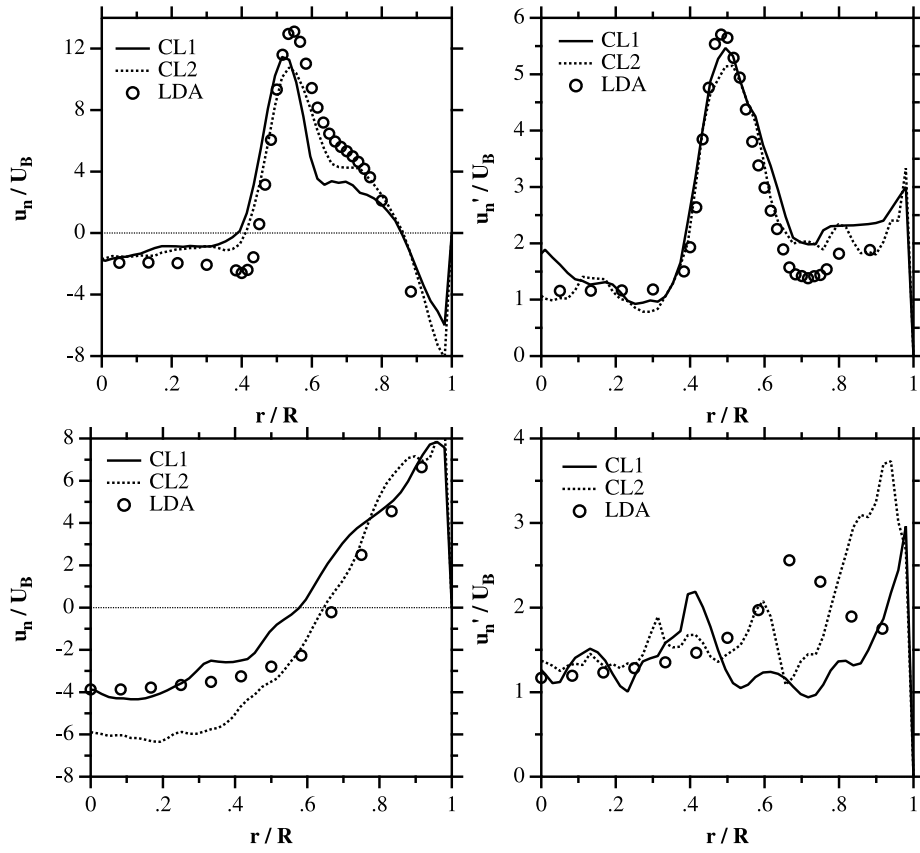 12
8
4
0
-4
-8
u_n / U_B
CL1
CL2
LDA
0 .2 .4 .6 .8 1
r / R
6
5
4
3
2
1
0
u_n' / U_B
CL1
CL2
LDA
0 .2 .4 .6 .8 1
r / R
8
6
4
2
0
-2
-4
-6
-8
u_n / U_B
CL1
CL2
LDA
0 .2 .4 .6 .8 1
r / R
4
3
2
1
0
u_n' / U_B
CL1
CL2
LDA
0 .2 .4 .6 .8 1
r / R